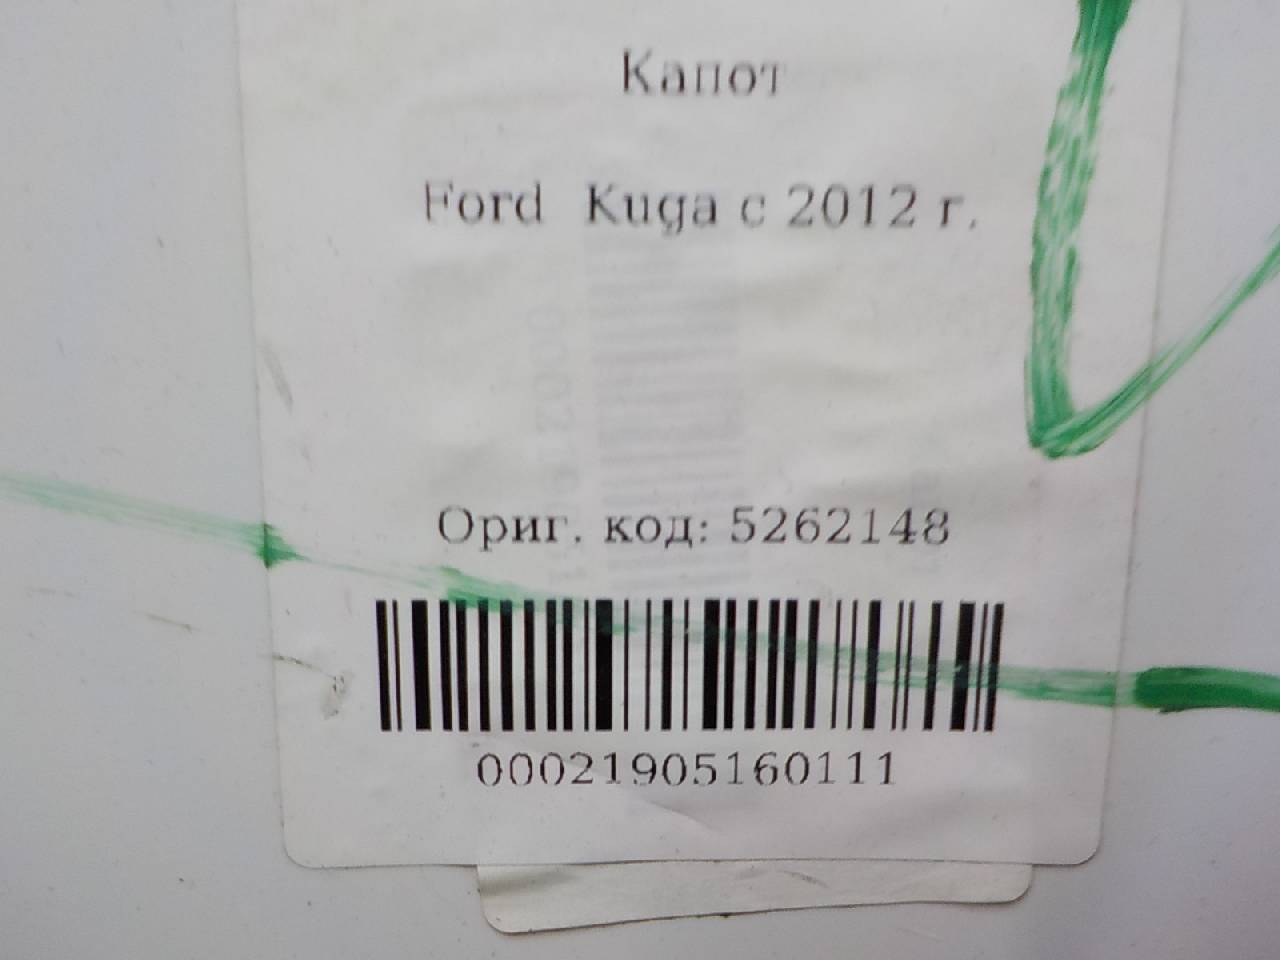 Капот
Ford Kuga с 2012 г.
Ориг. код: 5262148
00021905160111